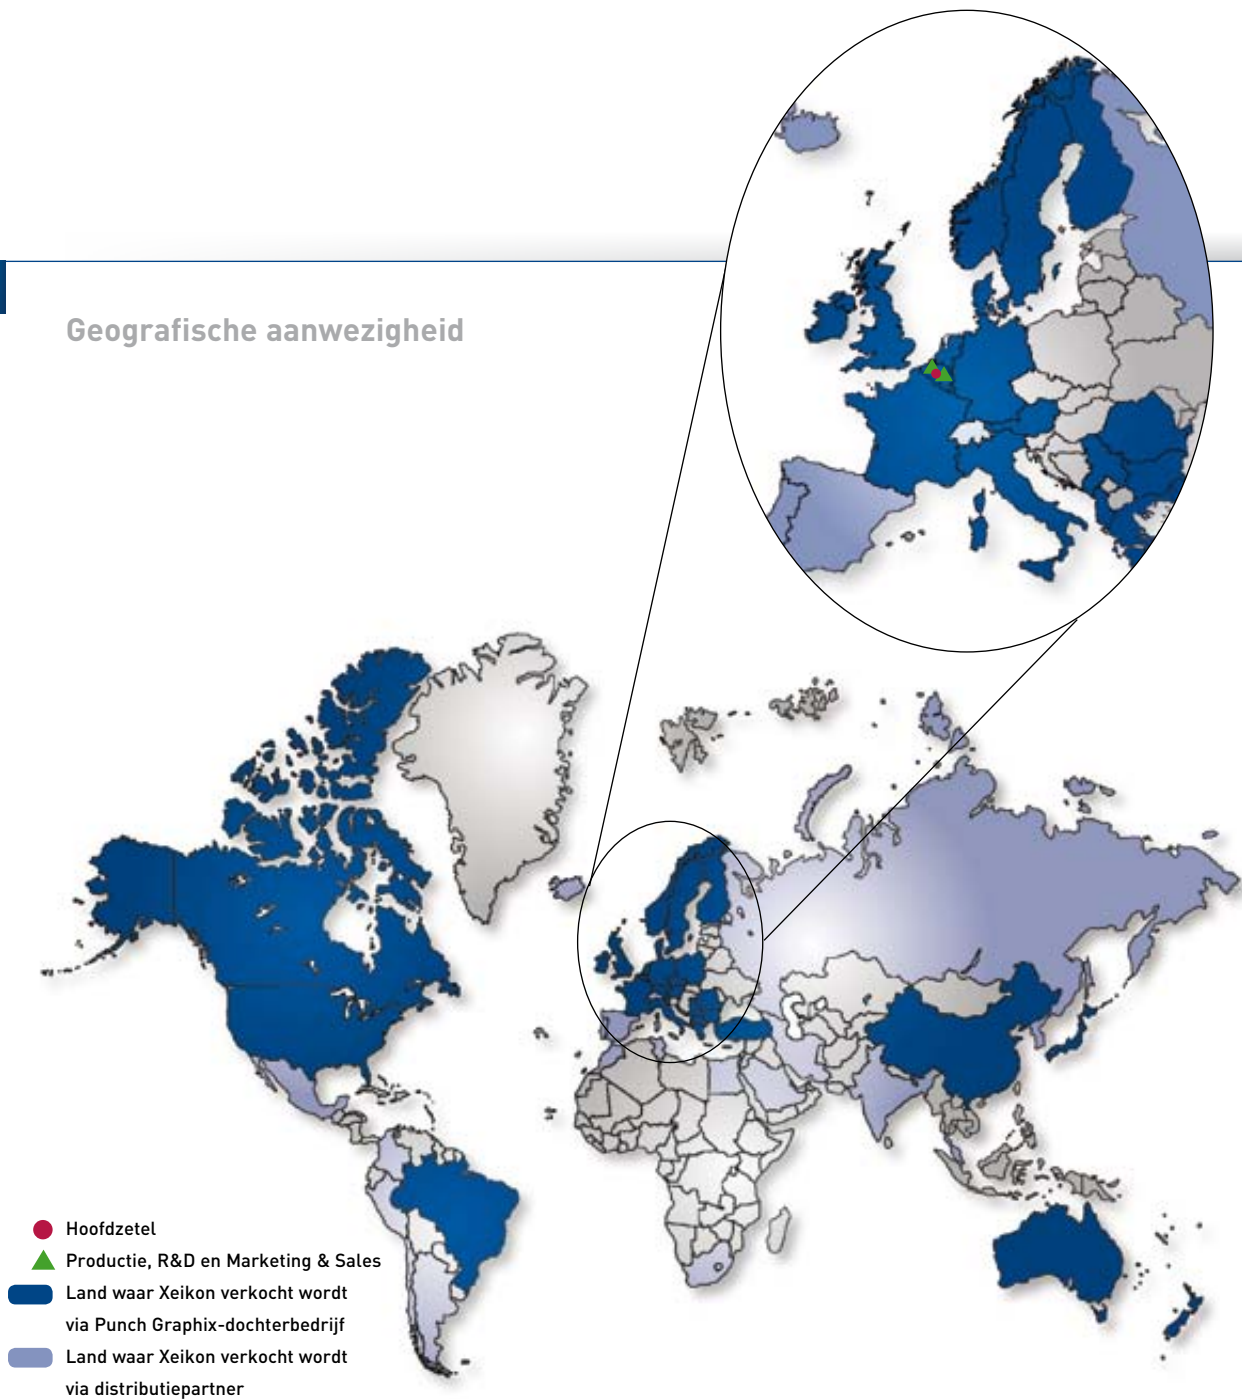 Geografische aanwezigheid
Hoofdzetel
Productie, R&D en Marketing & Sales
Land waar Xeikon verkocht wordt
via Punch Graphix-dochterbedrijf
Land waar Xeikon verkocht wordt
via distributiepartner